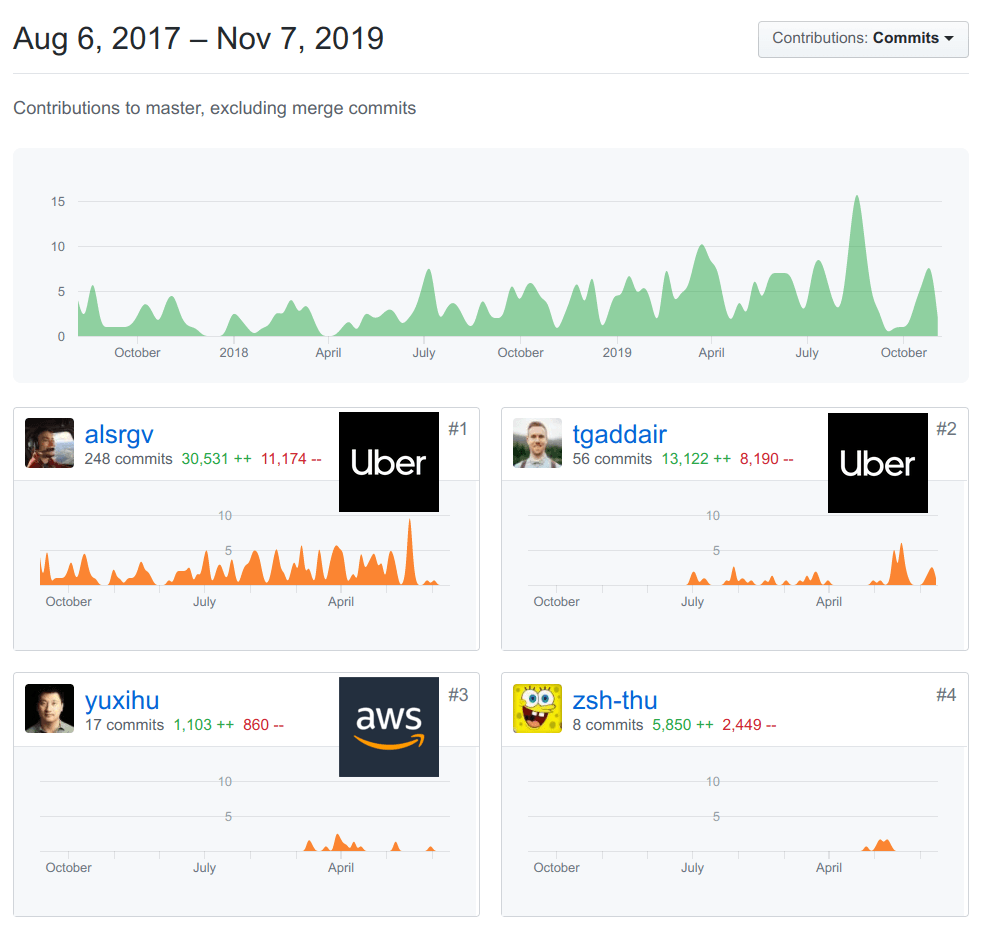 Aug 6, 2017 – Nov 7, 2019
Contributions: Commits
Contributions to master, excluding merge commits
15
10
5
0
October 2018 April July October 2019 April July October
alsrgv
248 commits 30,531 ++ 11,174 --
Uber
#1
10
5
October July April
tgaddair
56 commits 13,122 ++ 8,190 --
Uber
#2
10
5
October July April
yuxihu
17 commits 1,103 ++ 860 --
aws
#3
10
5
October July April
zsh-thu
8 commits 5,850 ++ 2,449 --
#4
10
5
October July April